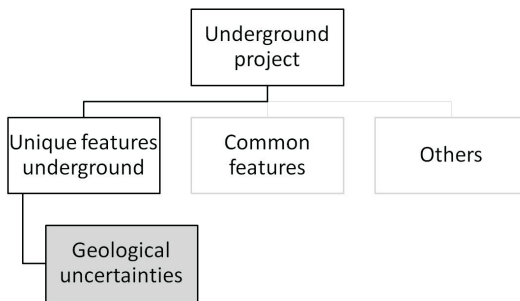 Underground
project
Unique features
underground
Common
features
Others
Geological
uncertainties